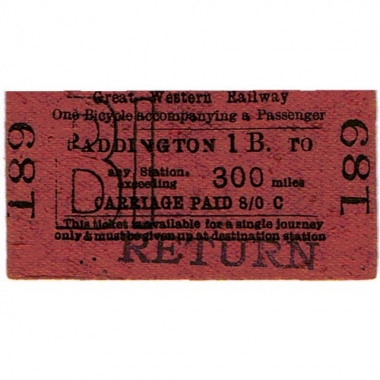 Great Western Railway
One Bicycle accompanying a Passenger
PADDINGTON 1 B. TO
any Station
exceeding 300 miles
CARRIAGE PAID 8/0 C
This ticket is available for a single journey
only & must be given up at destination station
RETURN
189
189
B